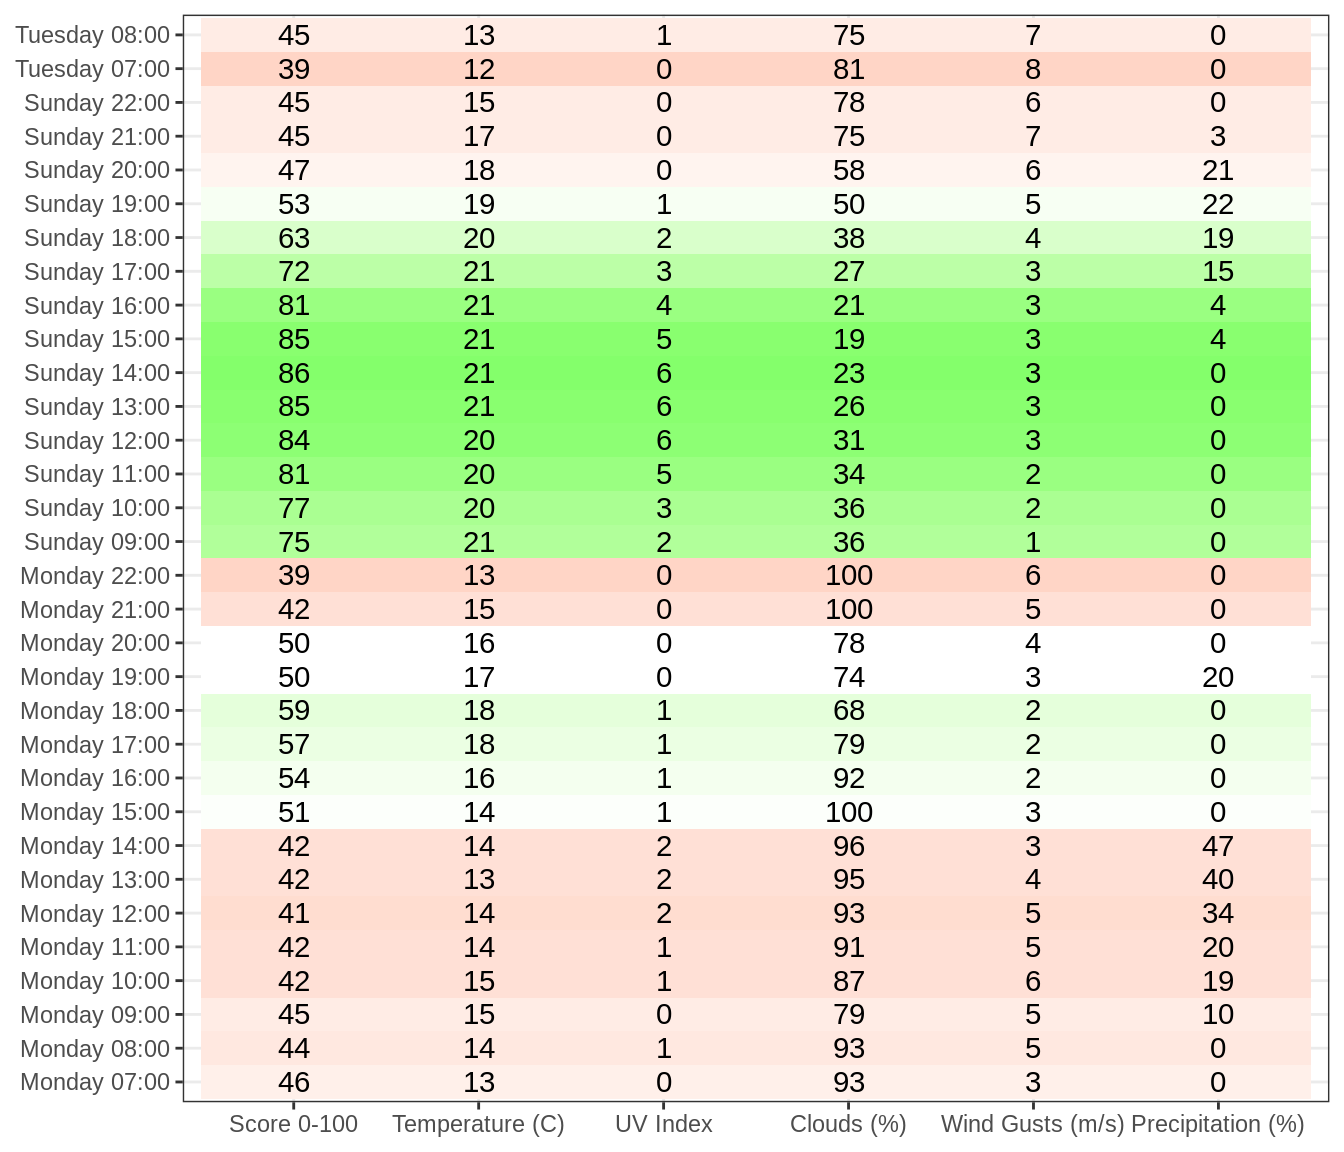 Tuesday 08:00 45 13 1 75 7 0
Tuesday 07:00 39 12 0 81 8 0
Sunday 22:00 45 15 0 78 6 0
Sunday 21:00 45 17 0 75 7 3
Sunday 20:00 47 18 0 58 6 21
Sunday 19:00 53 19 1 50 5 22
Sunday 18:00 63 20 2 38 4 19
Sunday 17:00 72 21 3 27 3 15
Sunday 16:00 81 21 4 21 3 4
Sunday 15:00 85 21 5 19 3 4
Sunday 14:00 86 21 6 23 3 0
Sunday 13:00 85 21 6 26 3 0
Sunday 12:00 84 20 6 31 3 0
Sunday 11:00 81 20 5 34 2 0
Sunday 10:00 77 20 3 36 2 0
Sunday 09:00 75 21 2 36 1 0
Monday 22:00 39 13 0 100 6 0
Monday 21:00 42 15 0 100 5 0
Monday 20:00 50 16 0 78 4 0
Monday 19:00 50 17 0 74 3 20
Monday 18:00 59 18 1 68 2 0
Monday 17:00 57 18 1 79 2 0
Monday 16:00 54 16 1 92 2 0
Monday 15:00 51 14 1 100 3 0
Monday 14:00 42 14 2 96 3 47
Monday 13:00 42 13 2 95 4 40
Monday 12:00 41 14 2 93 5 34
Monday 11:00 42 14 1 91 5 20
Monday 10:00 42 15 1 87 6 19
Monday 09:00 45 15 0 79 5 10
Monday 08:00 44 14 1 93 5 0
Monday 07:00 46 13 0 93 3 0
Score 0-100 Temperature (C) UV Index Clouds (%) Wind Gusts (m/s) Precipitation (%)